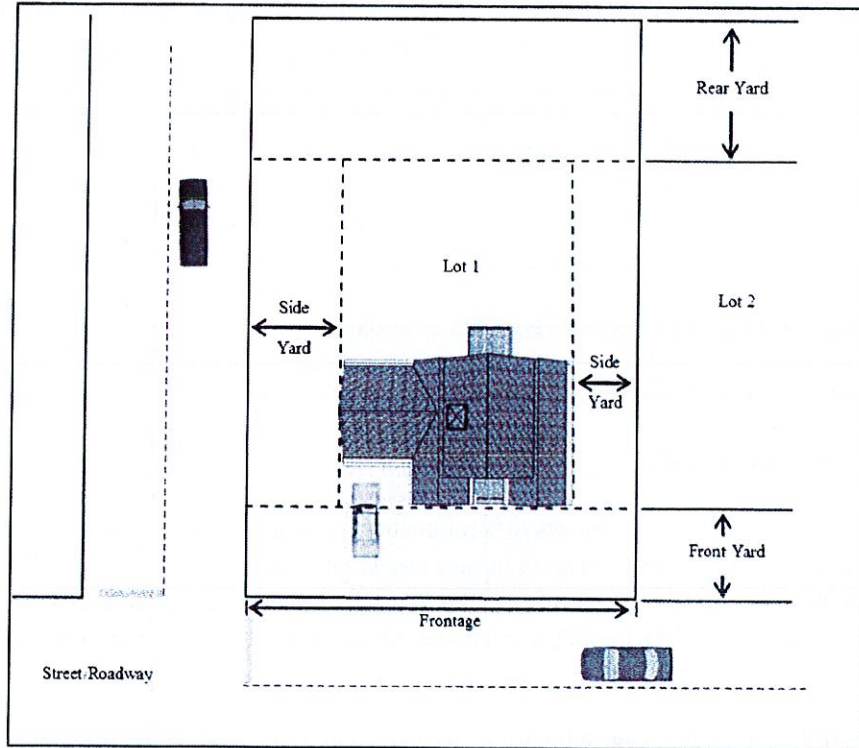 Rear Yard
Lot 1
Side
Yard
Lot 2
Side
Yard
Front Yard
Frontage
Street/Roadway